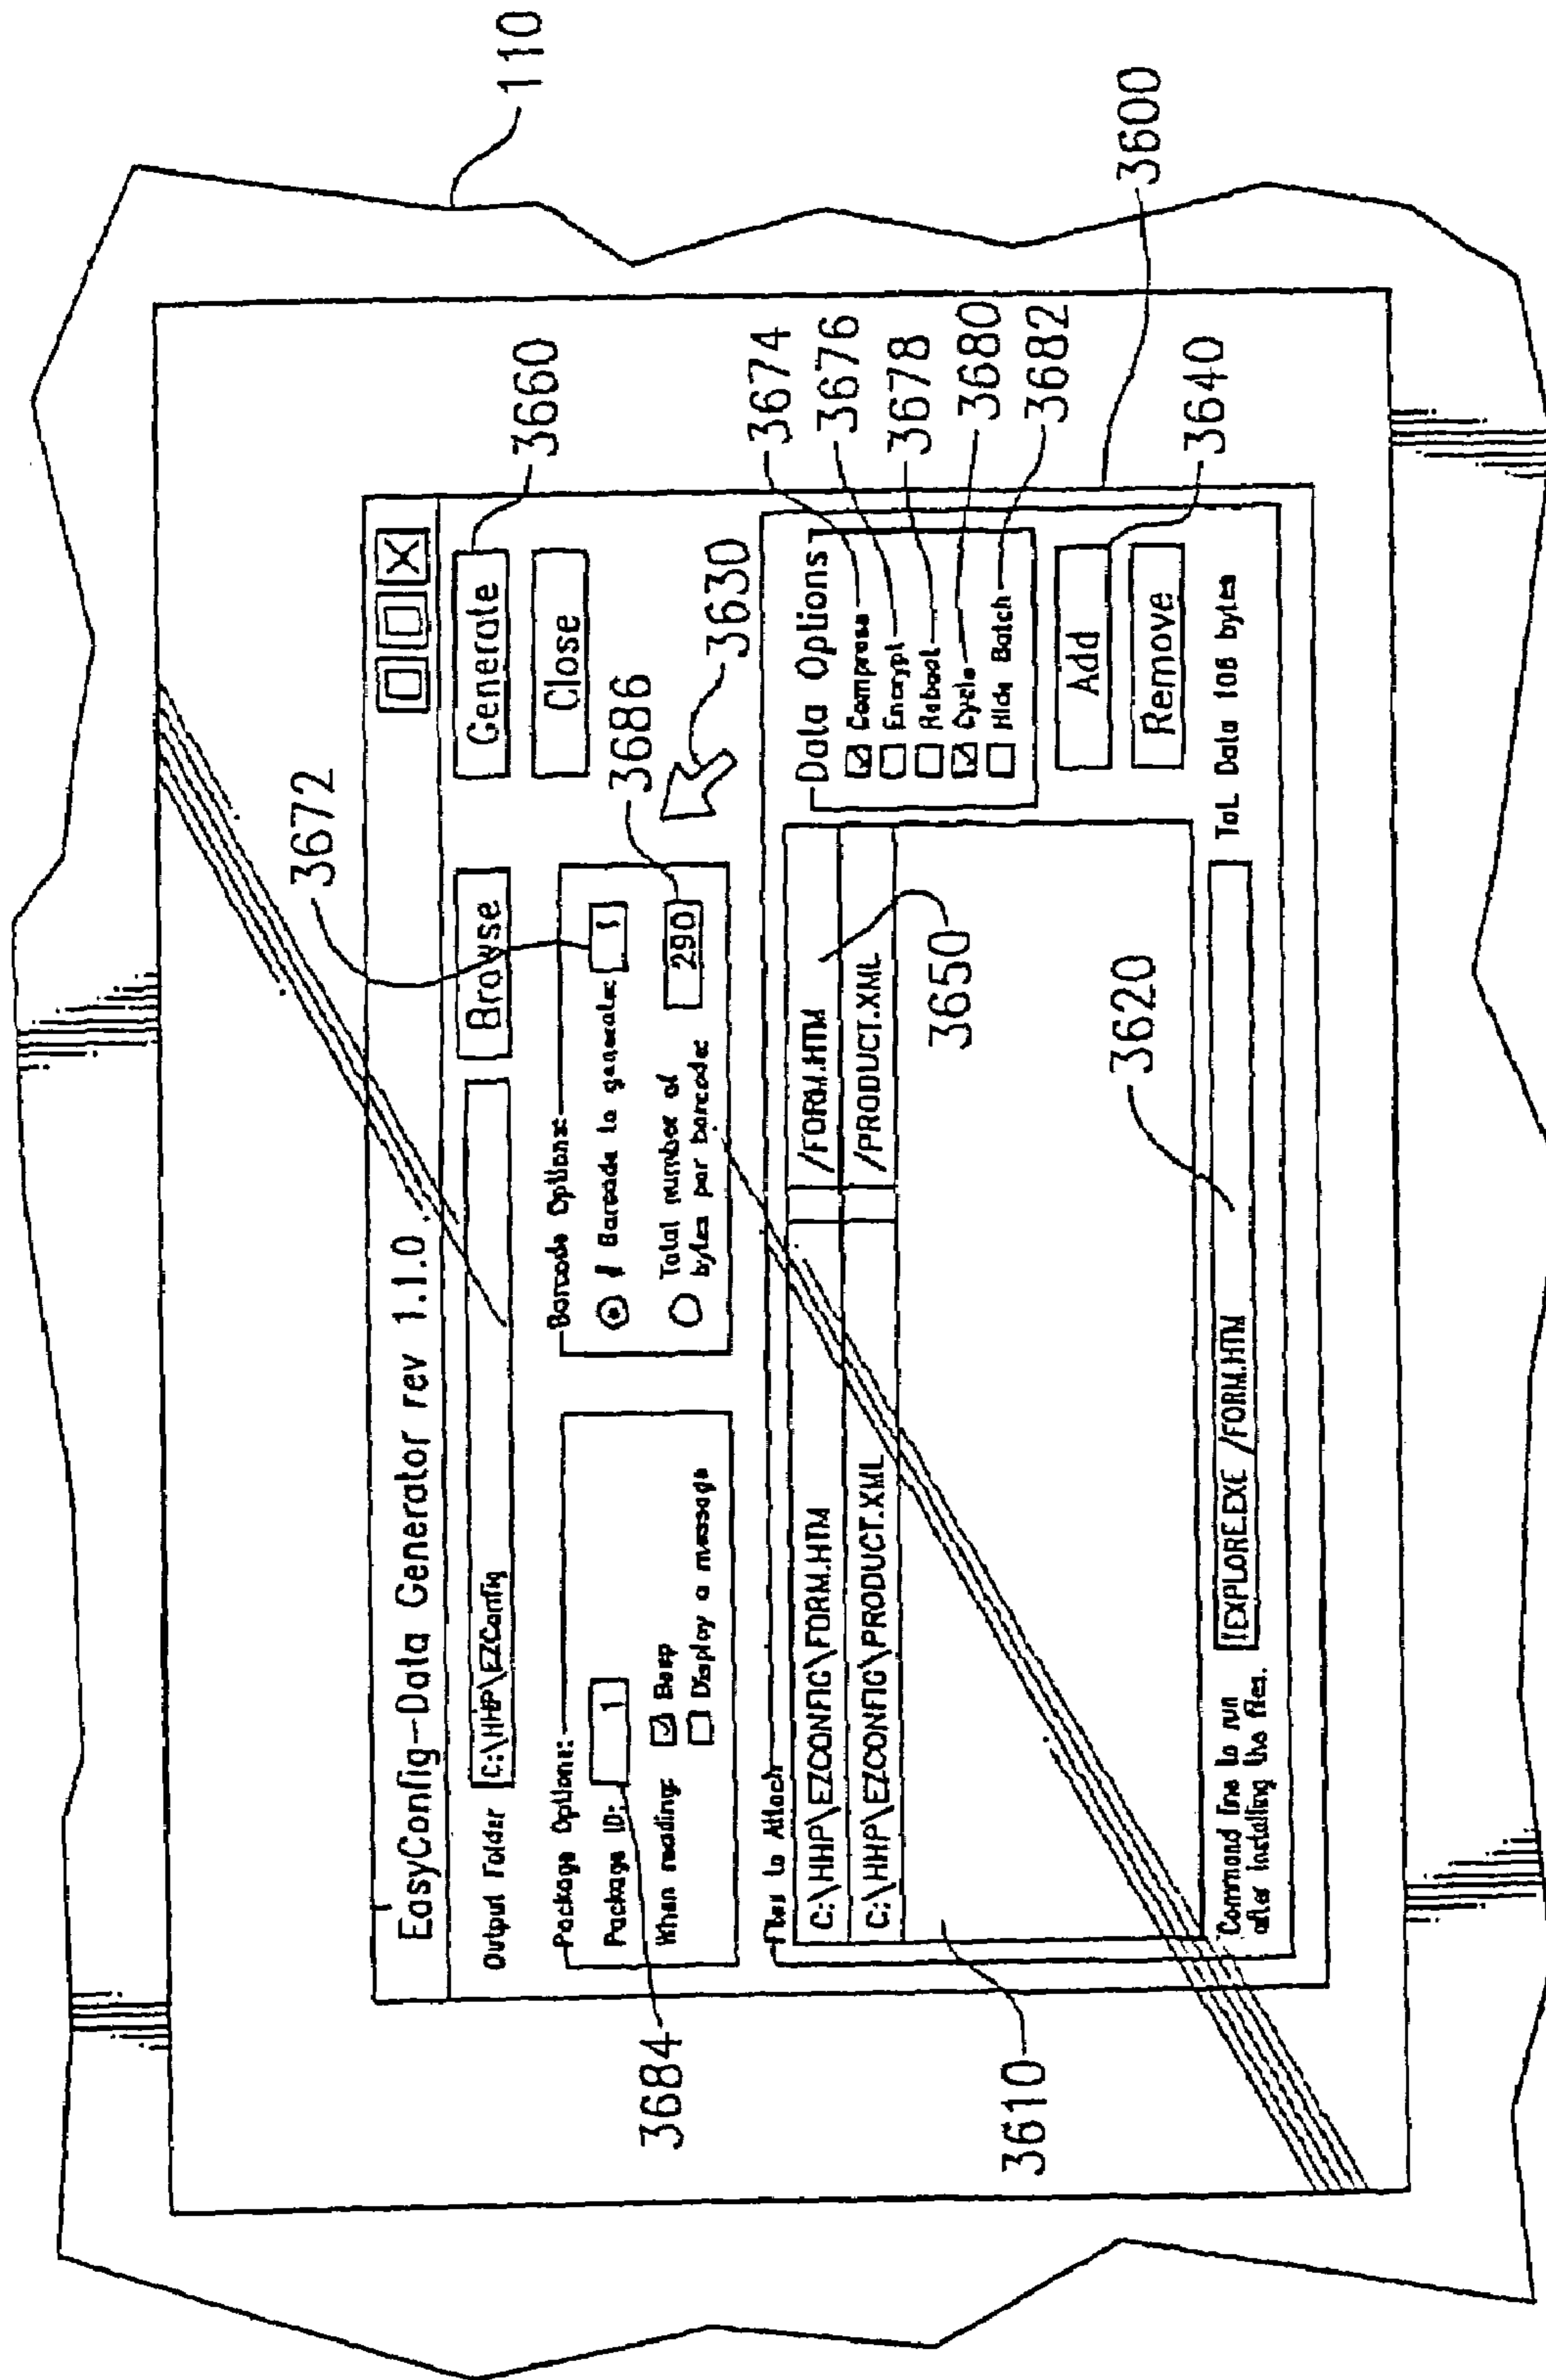 110
EasyConfig-Data Generator rev 1.1.0
Output Folder C:\HHP\EZConfig Browse Generate 3660
Close
3672
Package Options:
Package ID: 1
When reading: Beep
Display a message
3684
Barcode Options:
# Barcode to generate: 1
Total number of
bytes per barcode: 290
3686
3630
Files to Attach
C:\HHP\EZCONFIG\FORM.HTM /FORM.HTM
C:\HHP\EZCONFIG\PRODUCT.XML /PRODUCT.XML
3610
3650
Data Options
Compress 3674
Encrypt 3676
Reboot 3678
Cycle 3680
Hide Batch 3682
Add 3640
Remove
3620
Command line to run
after installing the files.
IEXPLORE.EXE /FORM.HTM
Tot. Data 108 bytes
3600